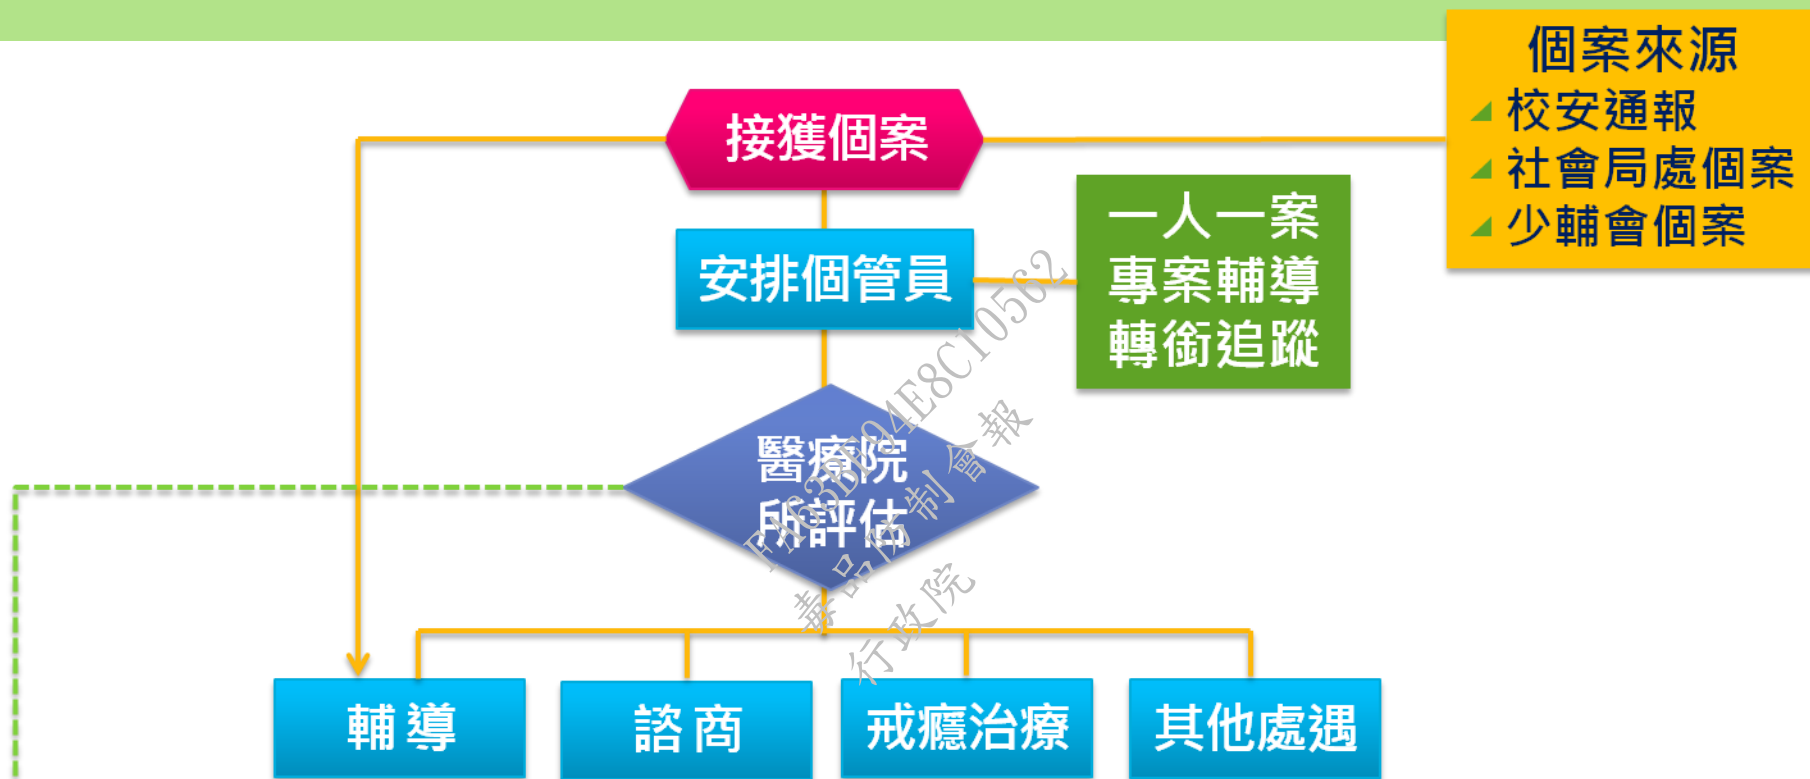 個案來源
校安通報
社會局處個案
少輔會個案
接獲個案
安排個管員
一人一案
專案輔導
轉銜追蹤
醫療院
所評估
輔導
諮商
戒癮治療
其他處遇
毒品防制會報
行政院